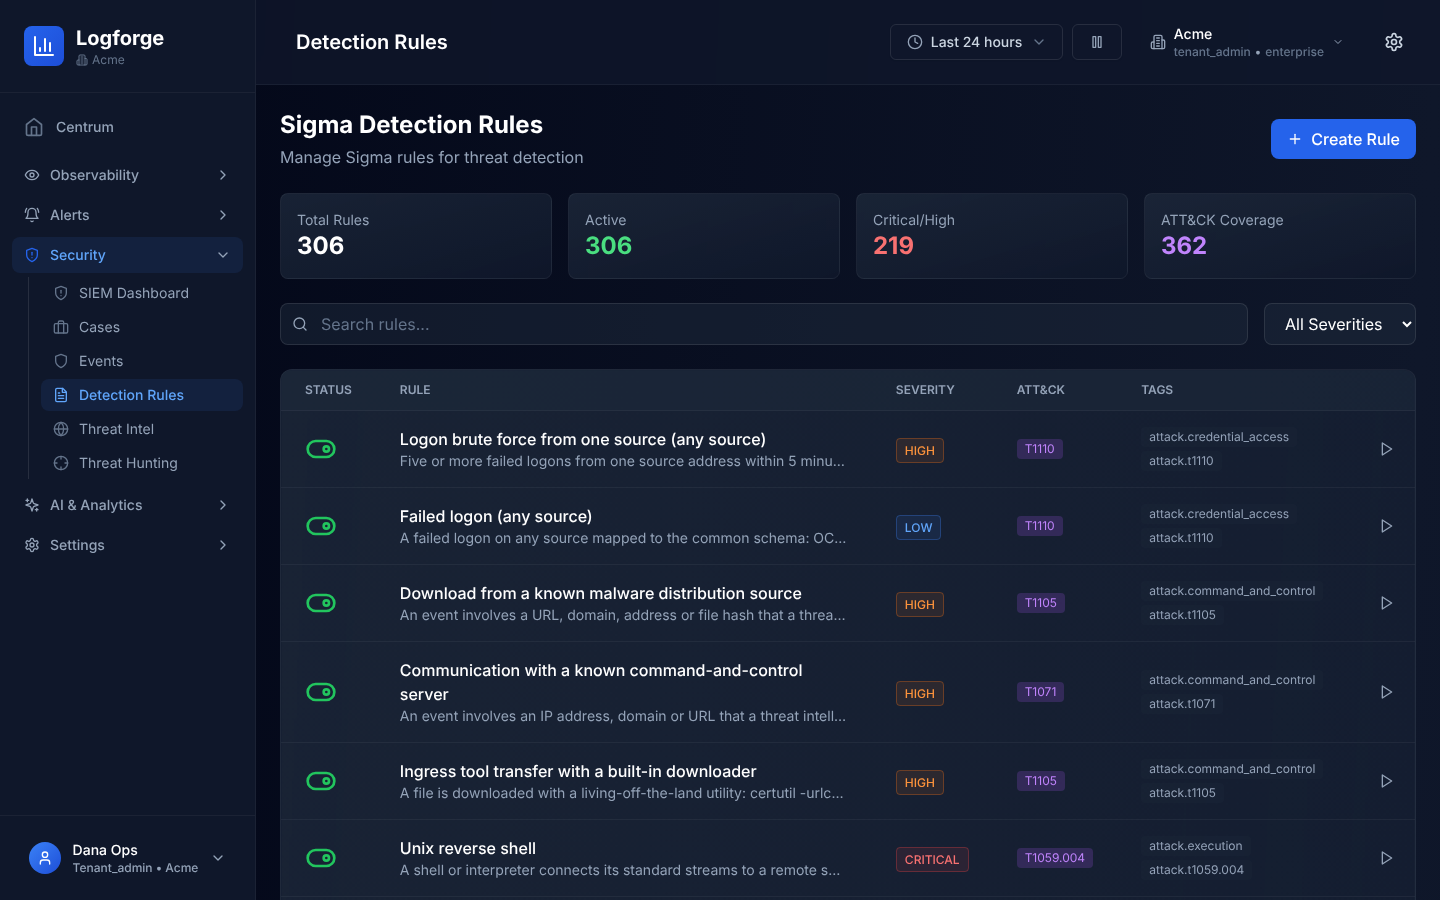 Logforge
Acme
Detection Rules
Last 24 hours
Acme
tenant_admin • enterprise
Centrum
Observability
Alerts
Security
SIEM Dashboard
Cases
Events
Detection Rules
Threat Intel
Threat Hunting
AI & Analytics
Settings
Dana Ops
Tenant_admin • Acme
Sigma Detection Rules
Manage Sigma rules for threat detection
Create Rule
Total Rules
306
Active
306
Critical/High
219
ATT&CK Coverage
362
Search rules...
All Severities
STATUS RULE SEVERITY ATT&CK TAGS
Logon brute force from one source (any source)
Five or more failed logons from one source address within 5 minu...
HIGH
T1110
attack.credential_access
attack.t1110
Failed logon (any source)
A failed logon on any source mapped to the common schema: OC...
LOW
T1110
attack.credential_access
attack.t1110
Download from a known malware distribution source
An event involves a URL, domain, address or file hash that a threa...
HIGH
T1105
attack.command_and_control
attack.t1105
Communication with a known command-and-control
server
An event involves an IP address, domain or URL that a threat intell...
HIGH
T1071
attack.command_and_control
attack.t1071
Ingress tool transfer with a built-in downloader
A file is downloaded with a living-off-the-land utility: certutil -urlc...
HIGH
T1105
attack.command_and_control
attack.t1105
Unix reverse shell
A shell or interpreter connects its standard streams to a remote s...
CRITICAL
T1059.004
attack.execution
attack.t1059.004